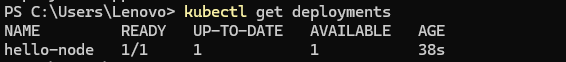 PS C:\Users\Lenovo> kubectl get deployments
NAME READY UP-TO-DATE AVAILABLE AGE
hello-node 1/1 1 1 38s